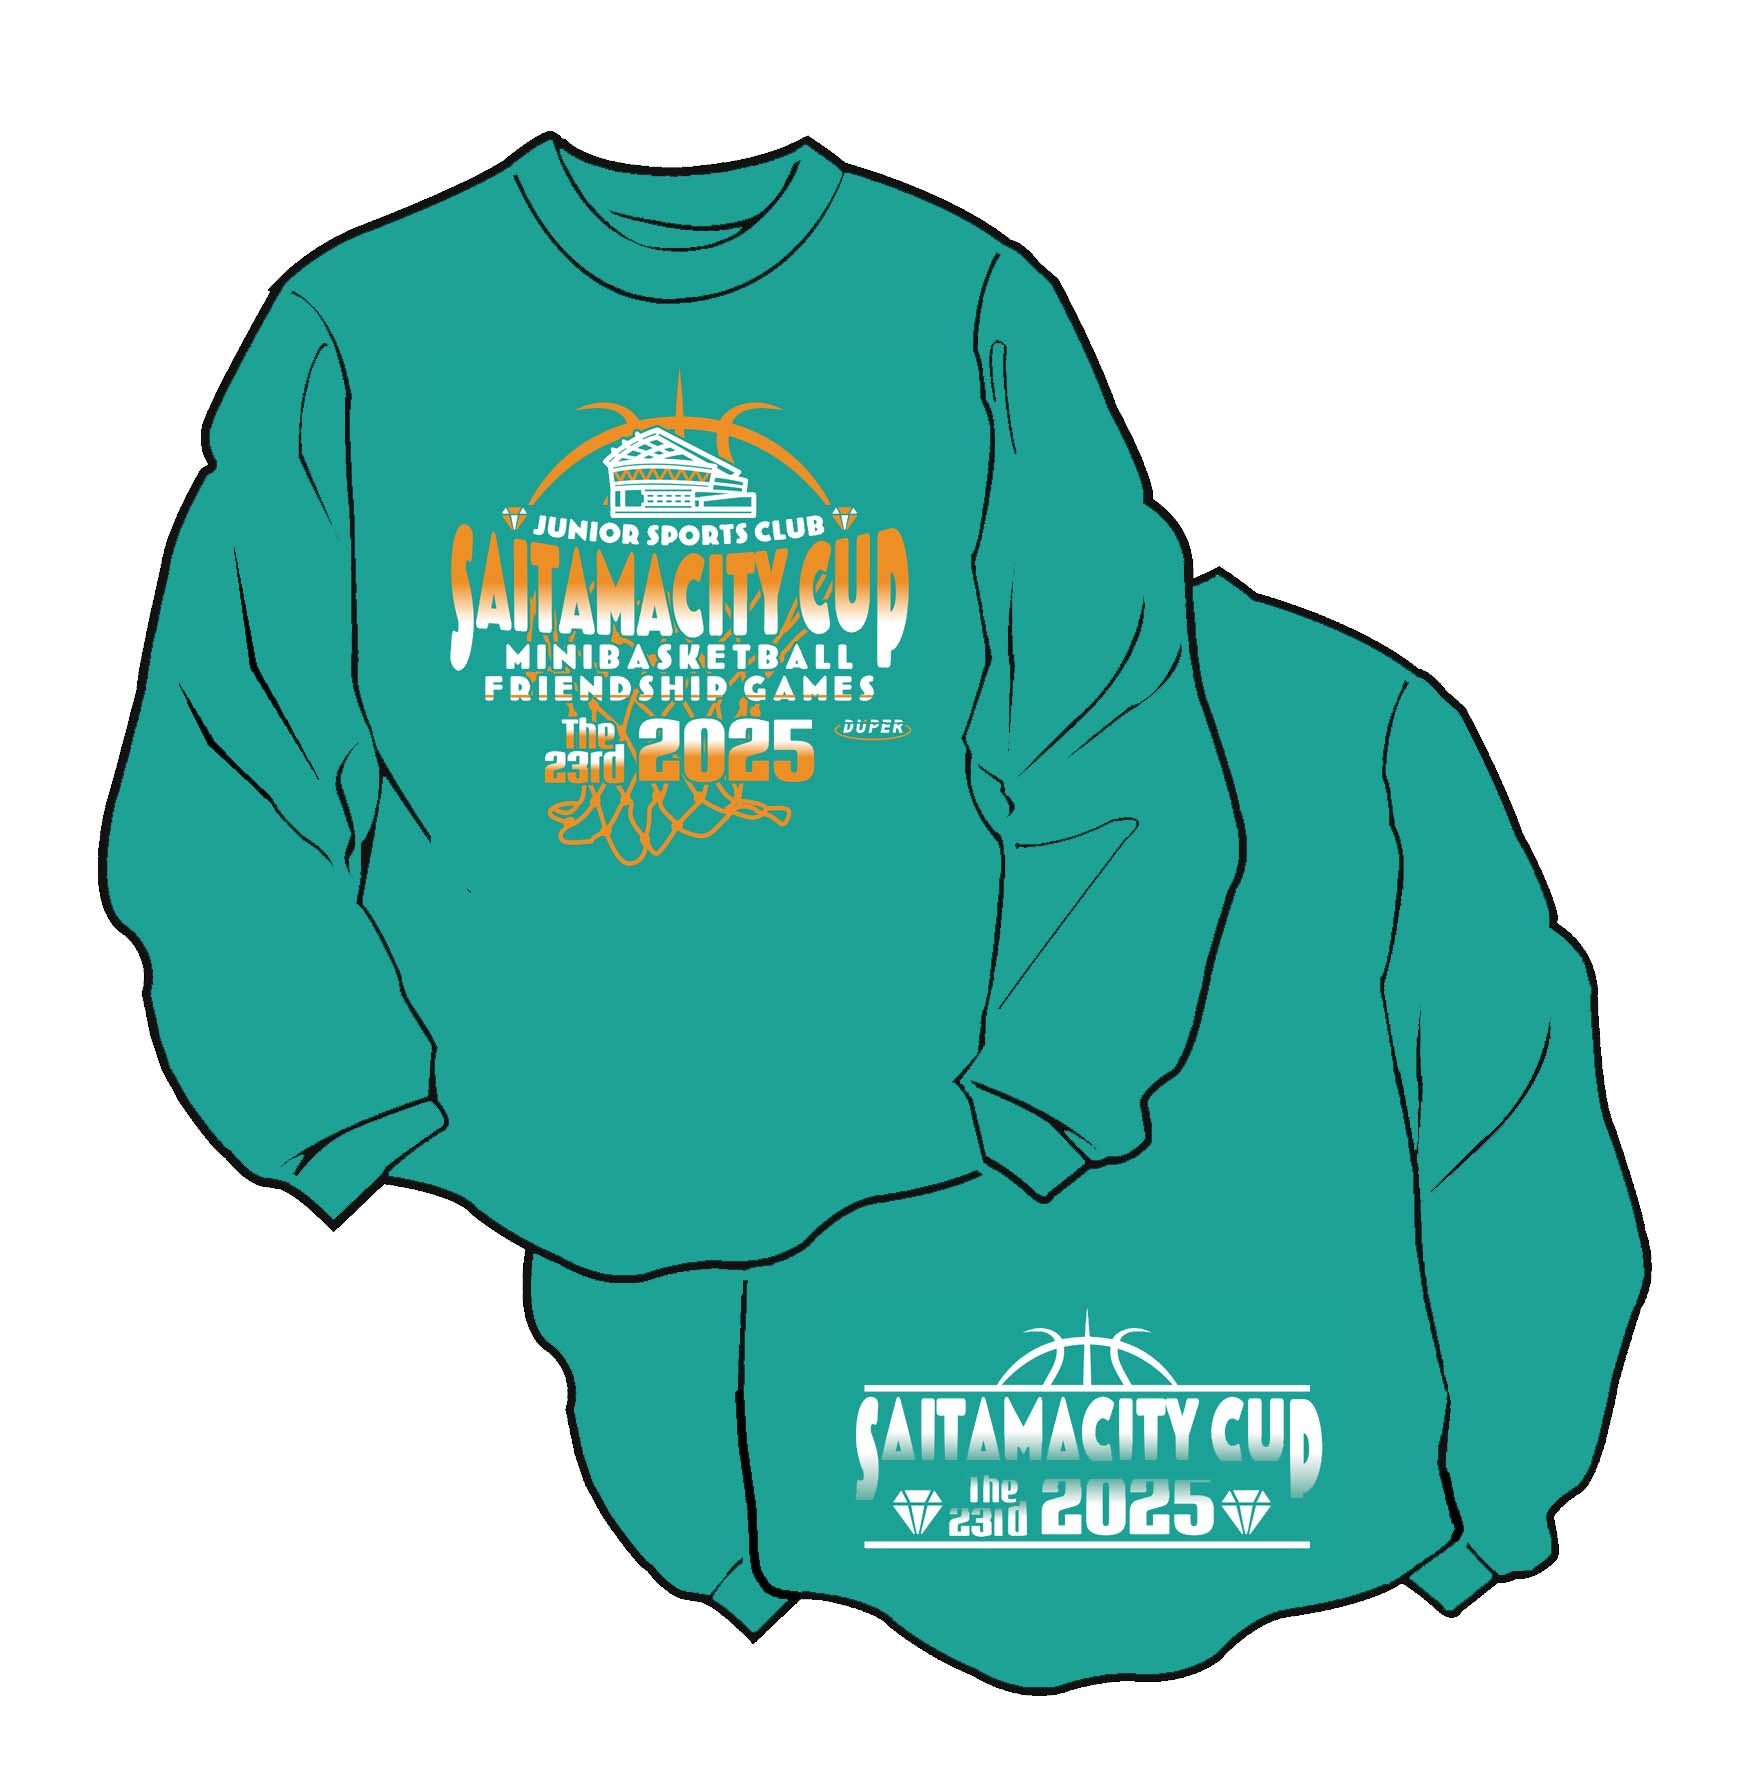 JUNIOR SPORTS CLUB
SAITAMACITY CUP
MINIBASKETBALL
FRIENDSHIP GAMES
The 23rd 2025
DUPER
SAITAMACITY CUP
The 23rd 2025